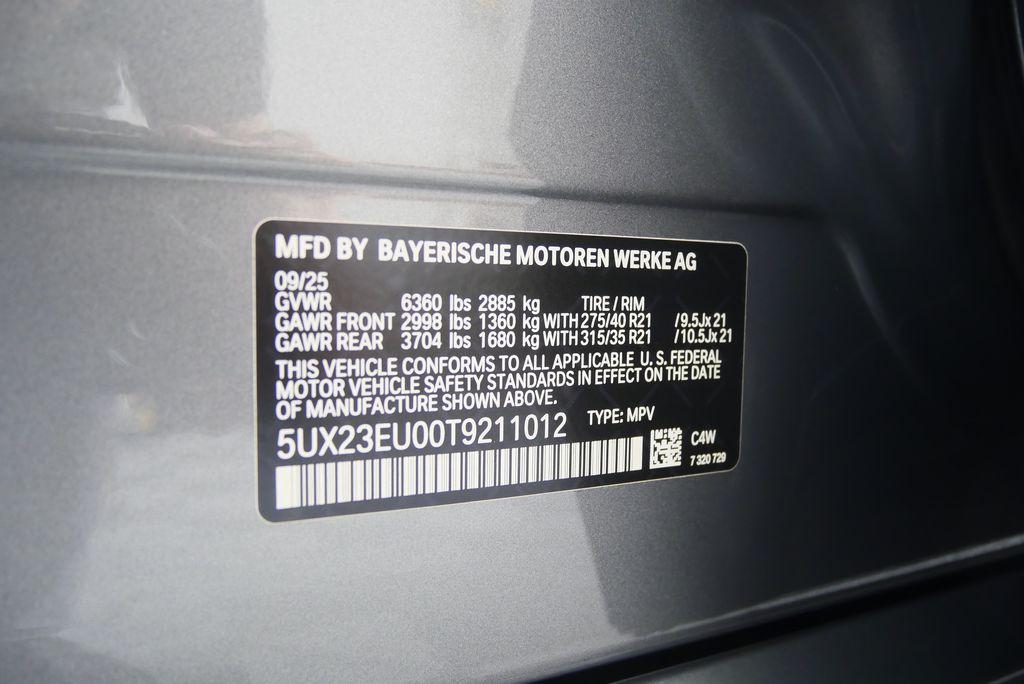 MFD BY BAYERISCHE MOTOREN WERKE AG
09/25
GVWR 6360 lbs 2885 kg TIRE / RIM
GAWR FRONT 2998 lbs 1360 kg WITH 275/40 R21 /9.5Jx21
GAWR REAR 3704 lbs 1680 kg WITH 315/35 R21 /10.5Jx21
THIS VEHICLE CONFORMS TO ALL APPLICABLE U.S. FEDERAL
MOTOR VEHICLE SAFETY STANDARDS IN EFFECT ON THE DATE
OF MANUFACTURE SHOWN ABOVE.
TYPE: MPV
5UX23EU00T9211012
C4W
7 320 729